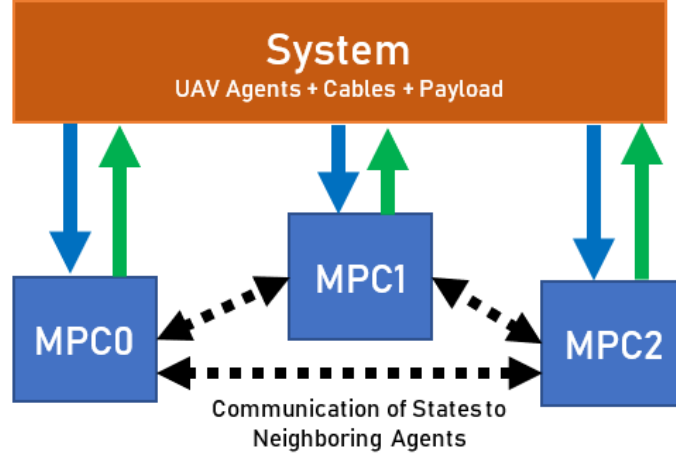 System
UAV Agents + Cables + Payload
MPC1
MPC0
MPC2
Communication of States to
Neighboring Agents